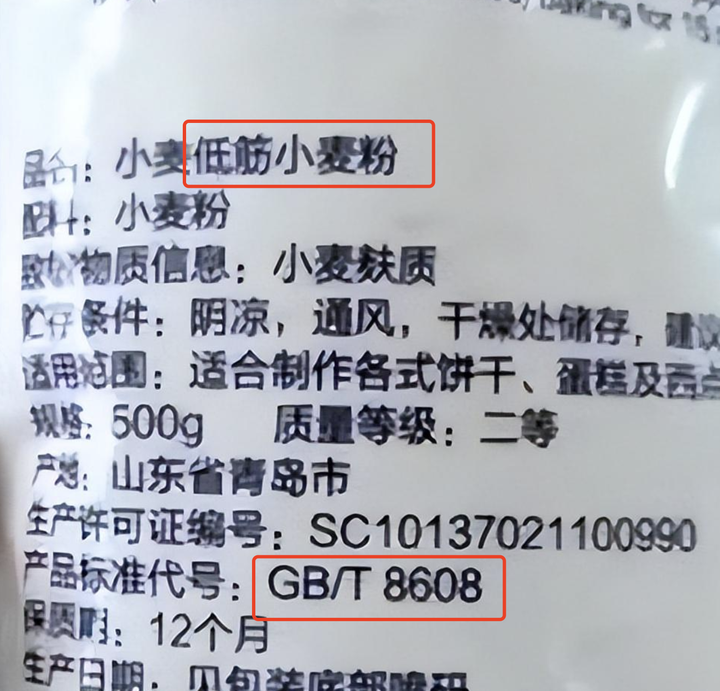 king for 15
品名：小麦低筋小麦粉
配料：小麦粉
致敏物质信息：小麦麸质
贮存条件：阴凉，通风，干燥处储存，建议
适用范围：适合制作各式饼干、蛋糕及西点
规格：500g 质量等级：二等
产地：山东省青岛市
生产许可证编号：SC10137021100990
产品标准代号：GB/T 8608
保质期：12个月
生产日期：见包装底部喷码